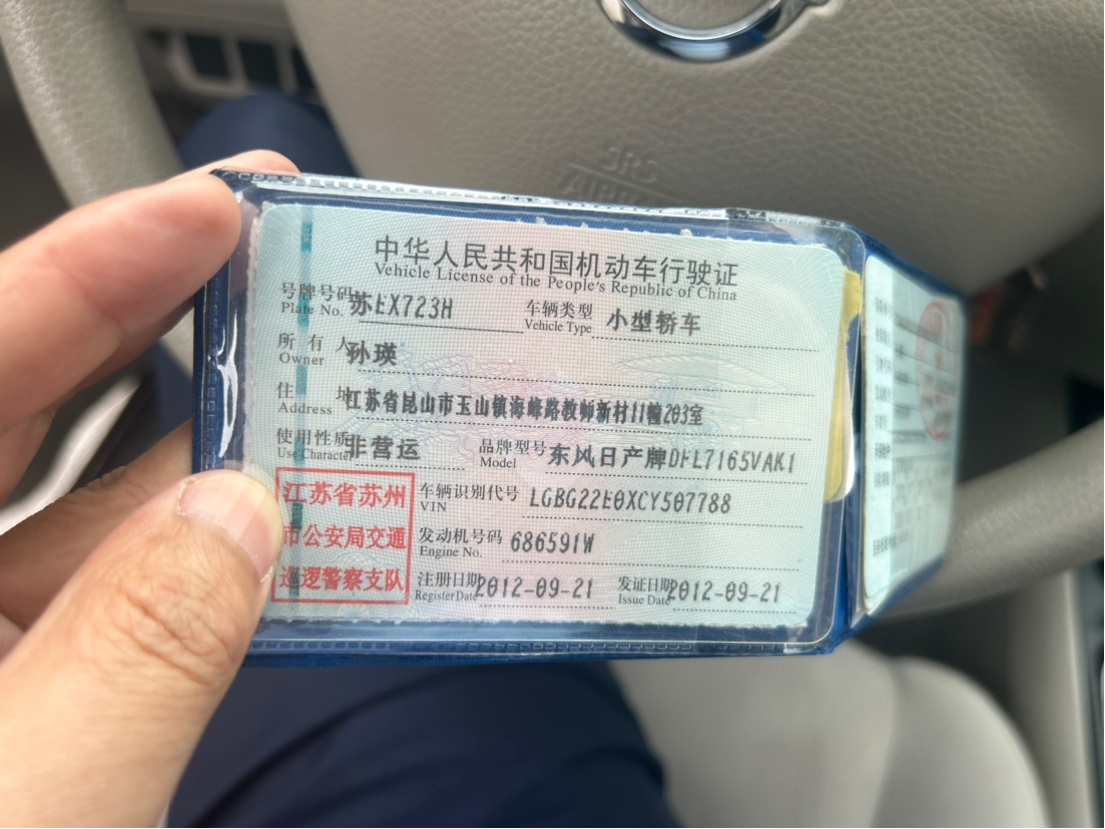 SRS
AIRBAG
中华人民共和国机动车行驶证
Vehicle License of the People's Republic of China
号牌号码 苏EX723H 车辆类型 小型轿车
Plate No. Vehicle Type
所有人 孙瑛
Owner
住址 江苏省昆山市玉山镇海峰路教师新村11幢203室
Address
使用性质 非营运 品牌型号 东风日产牌DFL7165VAK1
Use Character Model
江苏省苏州
市公安局交通
巡逻警察支队
车辆识别代号 LGBG22E0XCY507788
VIN
发动机号码 686591W
Engine No.
注册日期 2012-09-21 发证日期 2012-09-21
Register Date Issue Date